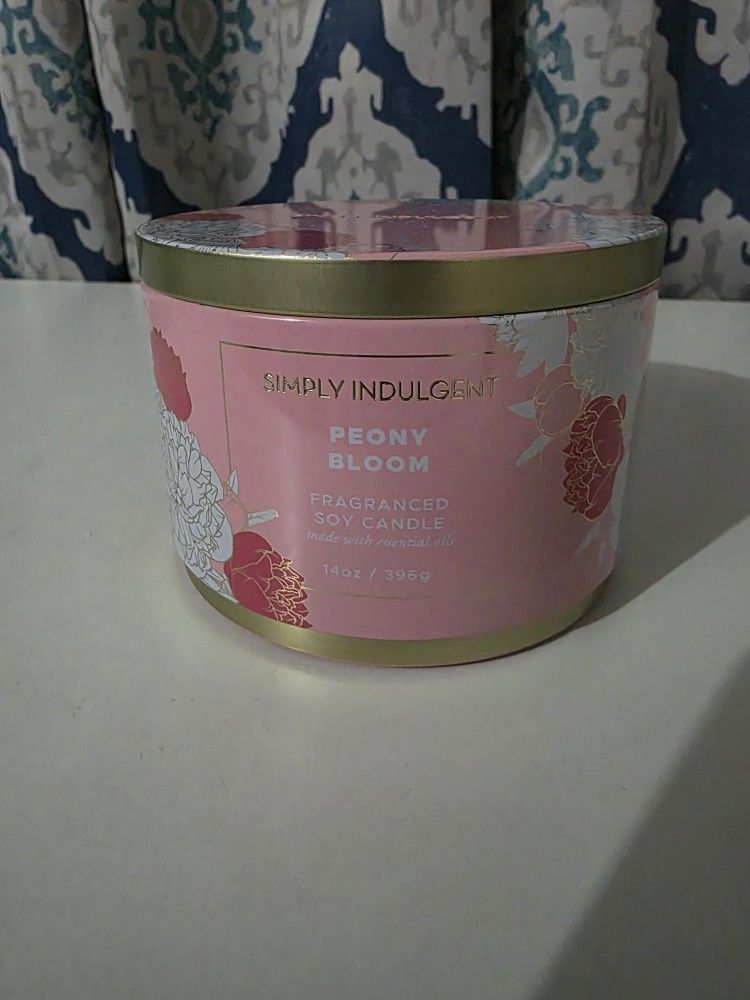 SIMPLY INDULGENT
PEONY
BLOOM
FRAGRANCED
SOY CANDLE
made with essential oils
14oz / 396g